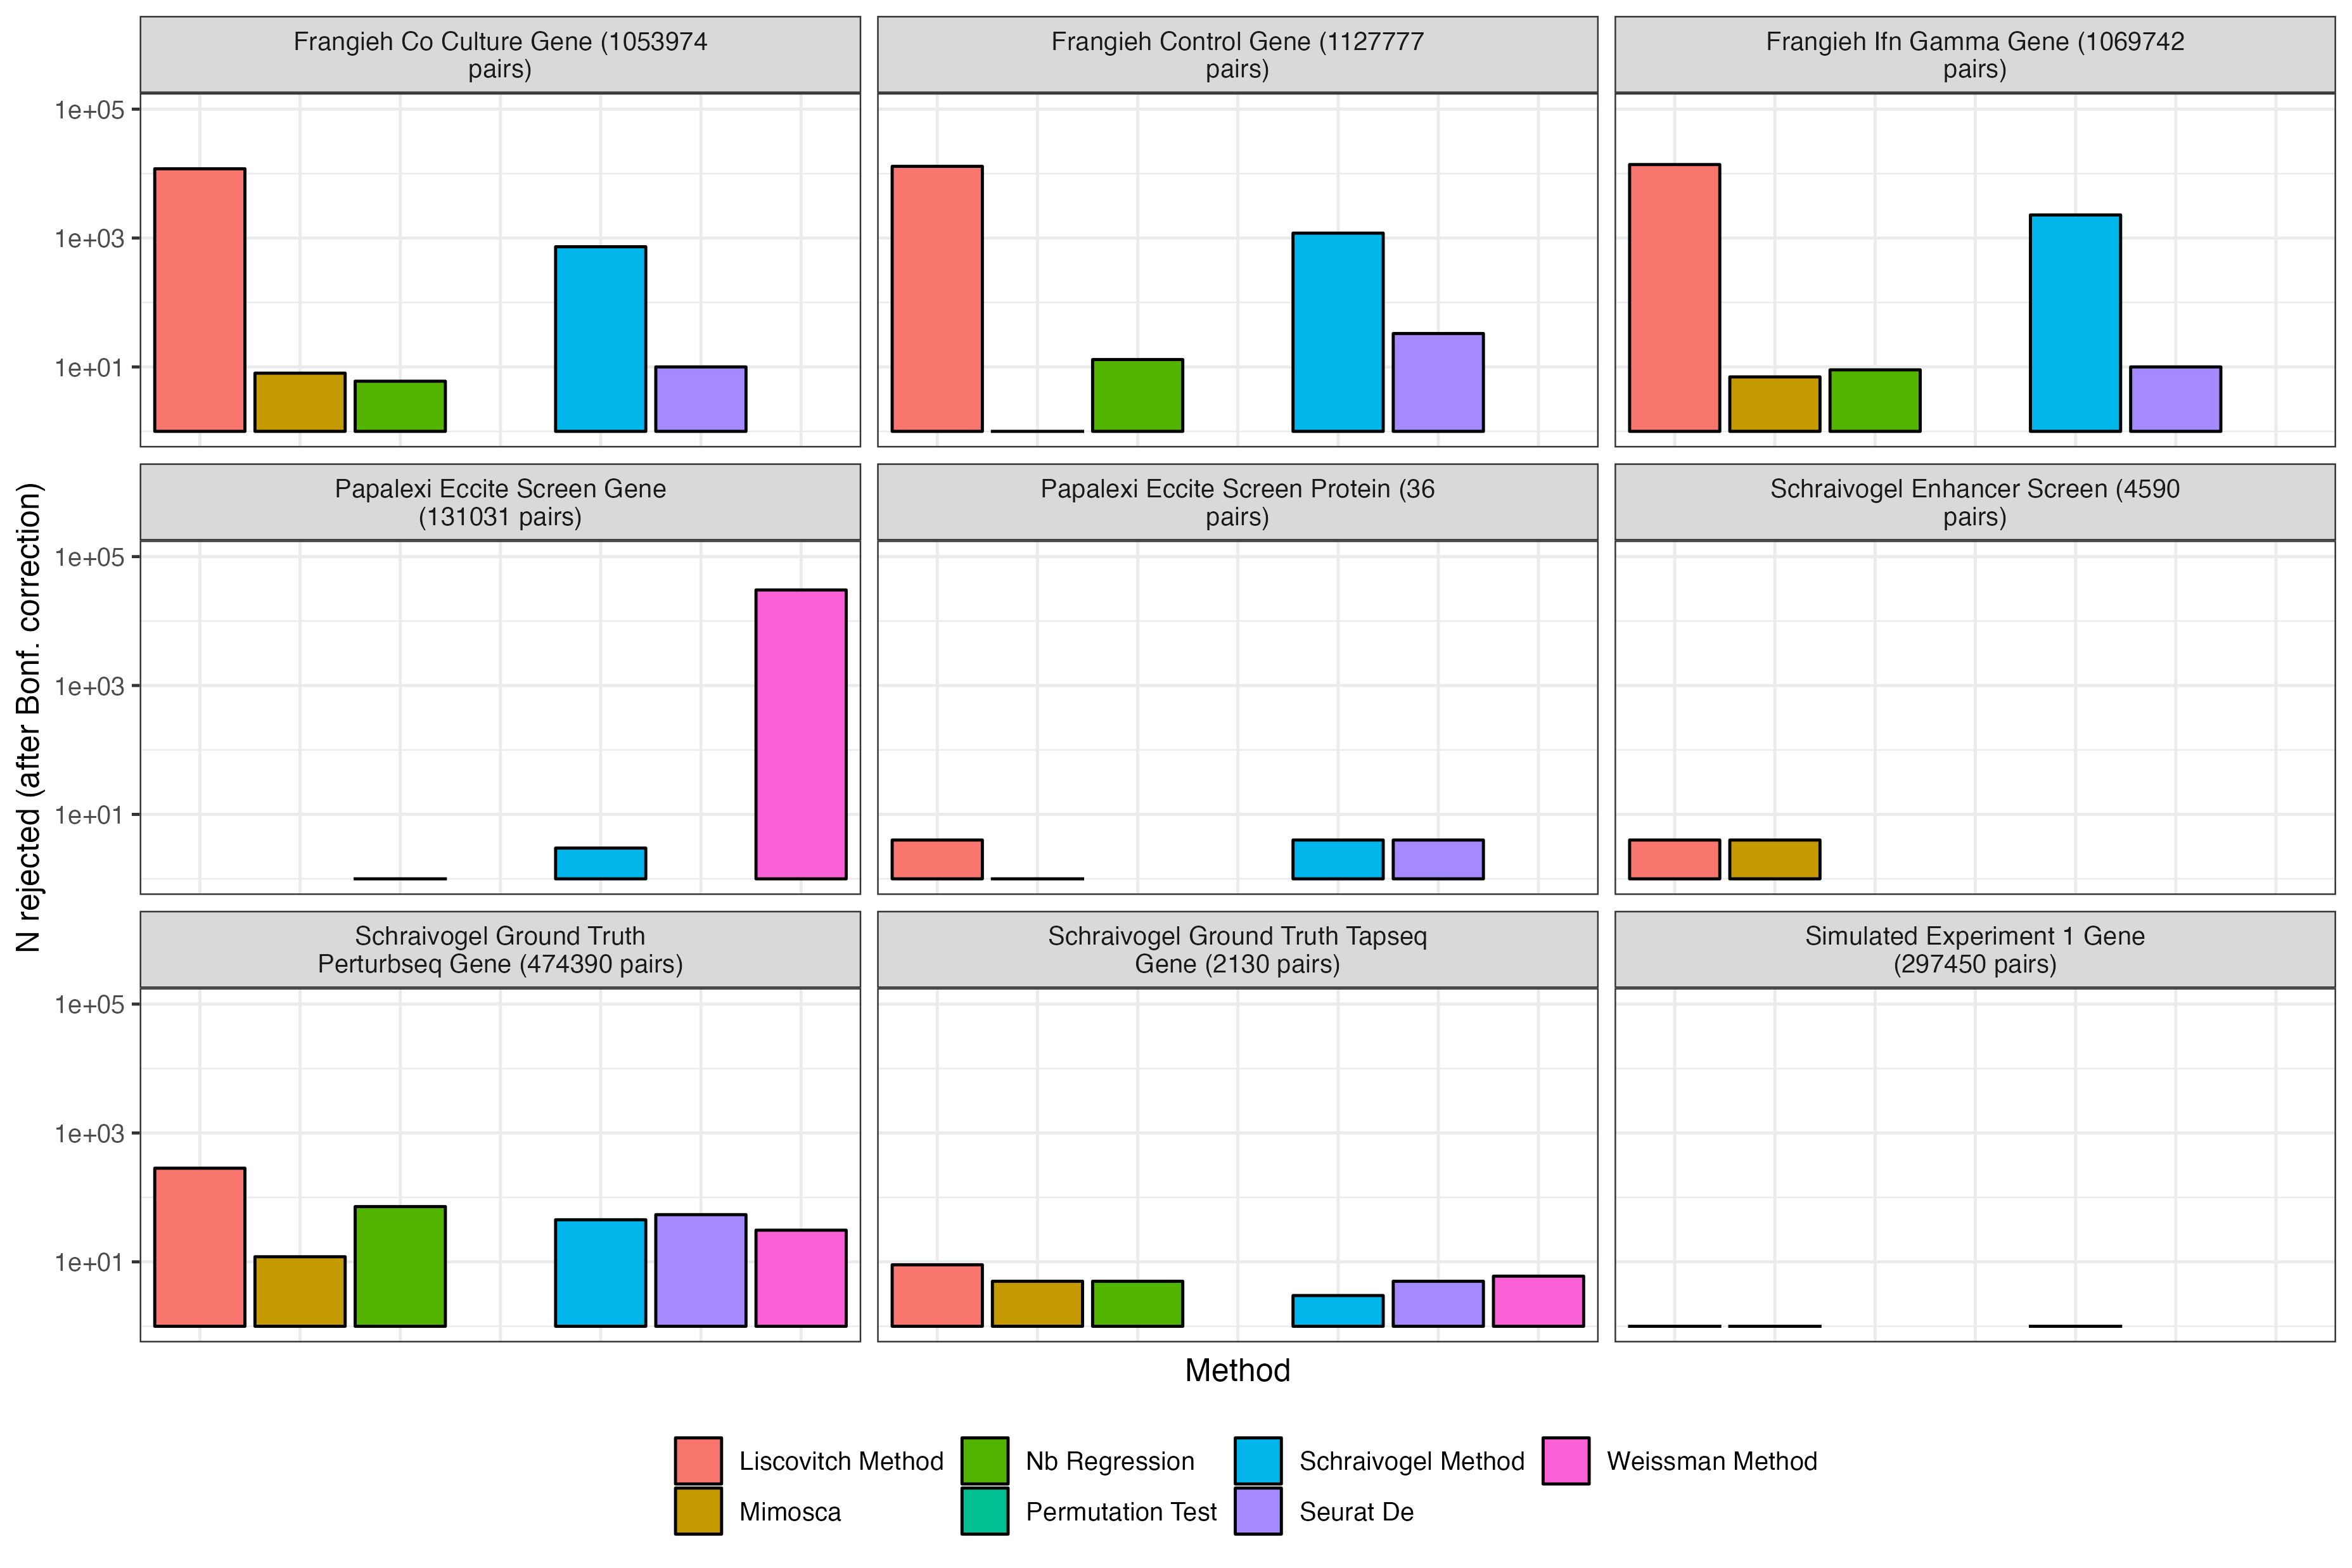 Frangieh Co Culture Gene (1053974
pairs)
Frangieh Control Gene (1127777
pairs)
Frangieh Ifn Gamma Gene (1069742
pairs)
1e+05
1e+03
1e+01
Papalexi Eccite Screen Gene
(131031 pairs)
Papalexi Eccite Screen Protein (36
pairs)
Schraivogel Enhancer Screen (4590
pairs)
1e+05
1e+03
1e+01
N rejected (after Bonf. correction)
Schraivogel Ground Truth
Perturbseq Gene (474390 pairs)
Schraivogel Ground Truth Tapseq
Gene (2130 pairs)
Simulated Experiment 1 Gene
(297450 pairs)
1e+05
1e+03
1e+01
Method
Liscovitch Method
Nb Regression
Schraivogel Method
Weissman Method
Mimosca
Permutation Test
Seurat De